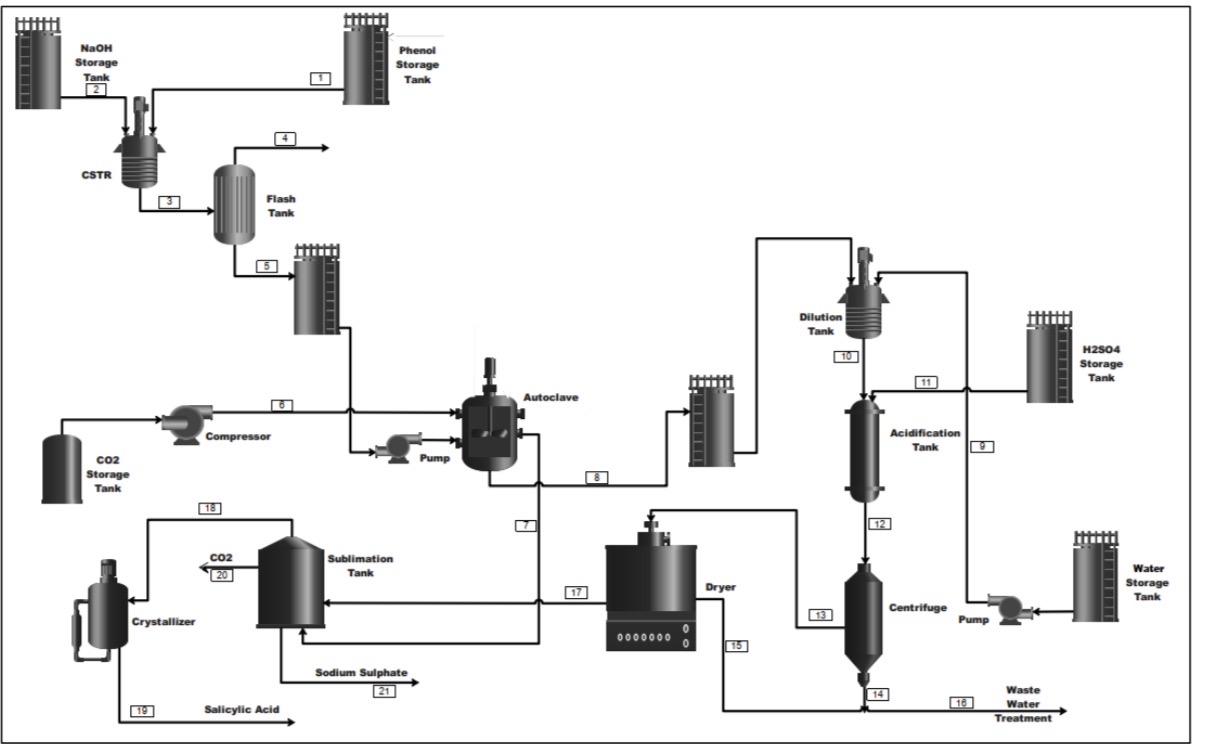 NaOH
Storage
Tank
2
1
Phenol
Storage
Tank
CSTR
3
4
Flash
Tank
5
6
Compressor
CO2
Storage
Tank
Pump
Autoclave
8
7
Dilution
Tank
10
11
H2SO4
Storage
Tank
Acidification
Tank
9
12
Water
Storage
Tank
Pump
Centrifuge
13
14
Dryer
15
16
Waste
Water
Treatment
17
18
CO2
20
Sublimation
Tank
Crystallizer
Sodium Sulphate
21
19
Salicylic Acid